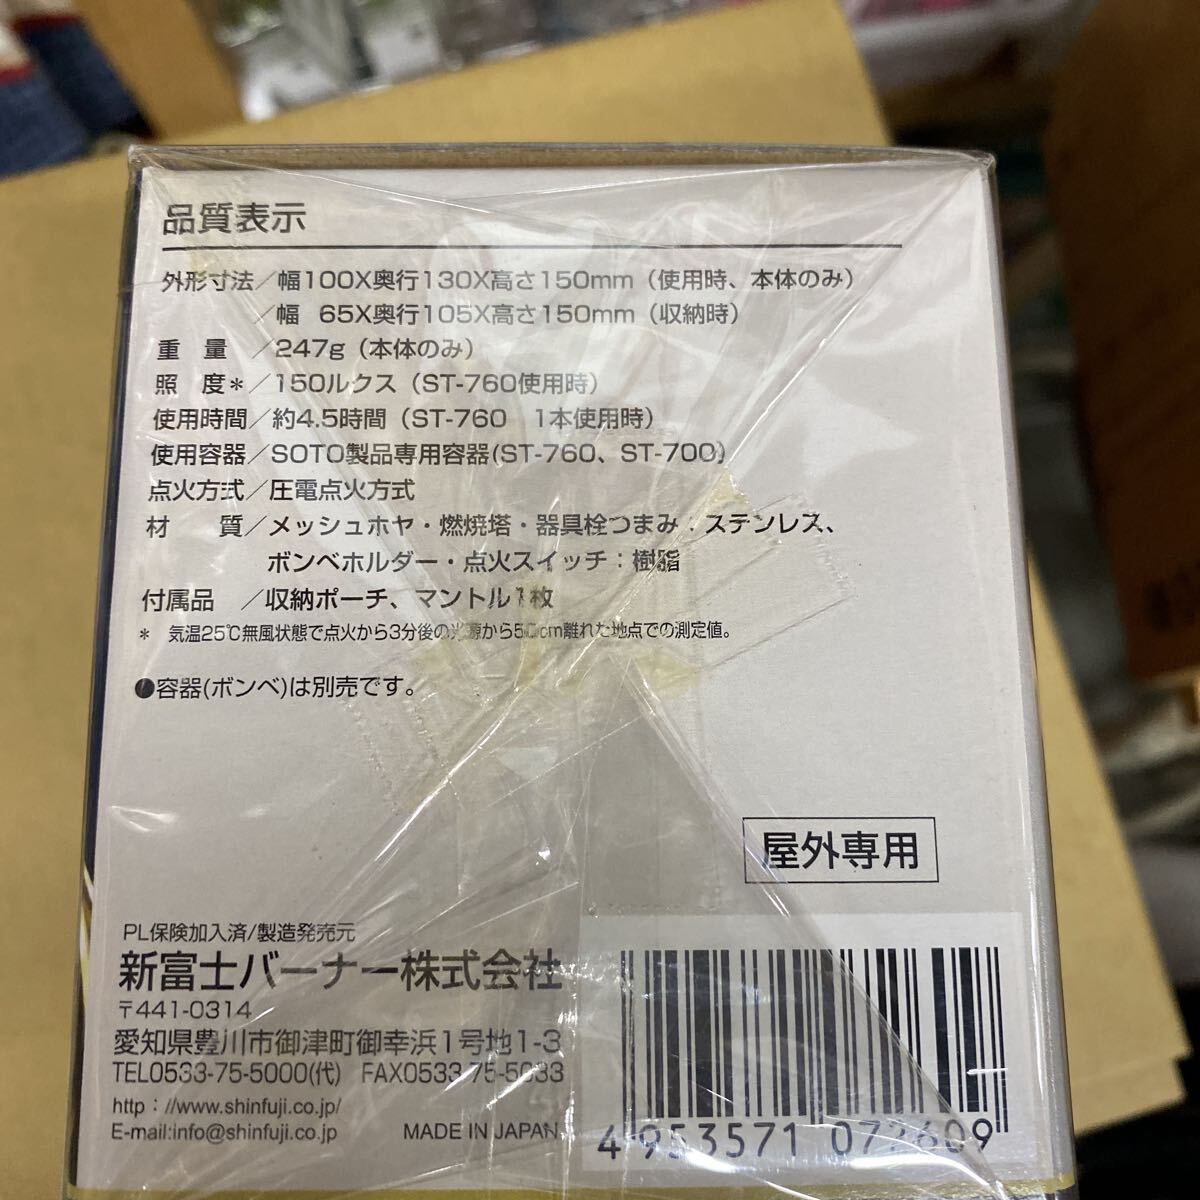 品質表示
外形寸法／幅100X奥行130X高さ150mm（使用時、本体のみ）
／幅 65X奥行105X高さ150mm（収納時）
重 量 ／247g（本体のみ）
照 度＊／150ルクス（ST-760使用時）
使用時間／約4.5時間（ST-760 1本使用時）
使用容器／SOTO製品専用容器(ST-760、ST-700)
点火方式／圧電点火方式
材 質／メッシュホヤ・燃焼塔・器具栓つまみ：ステンレス、
ボンベホルダー・点火スイッチ：樹脂
付属品 ／収納ポーチ、マントル1枚
＊ 気温25℃無風状態で点火から3分後の光源から50cm離れた地点での測定値。
●容器(ボンベ)は別売です。
屋外専用
PL保険加入済/製造発売元
新富士バーナー株式会社
〒441-0314
愛知県豊川市御津町御幸浜1号地1-3
TEL0533-75-5000(代) FAX0533-75-5033
http：//www.shinfuji.co.jp/
E-mail:info@shinfuji.co.jp MADE IN JAPAN
4 953571 072609